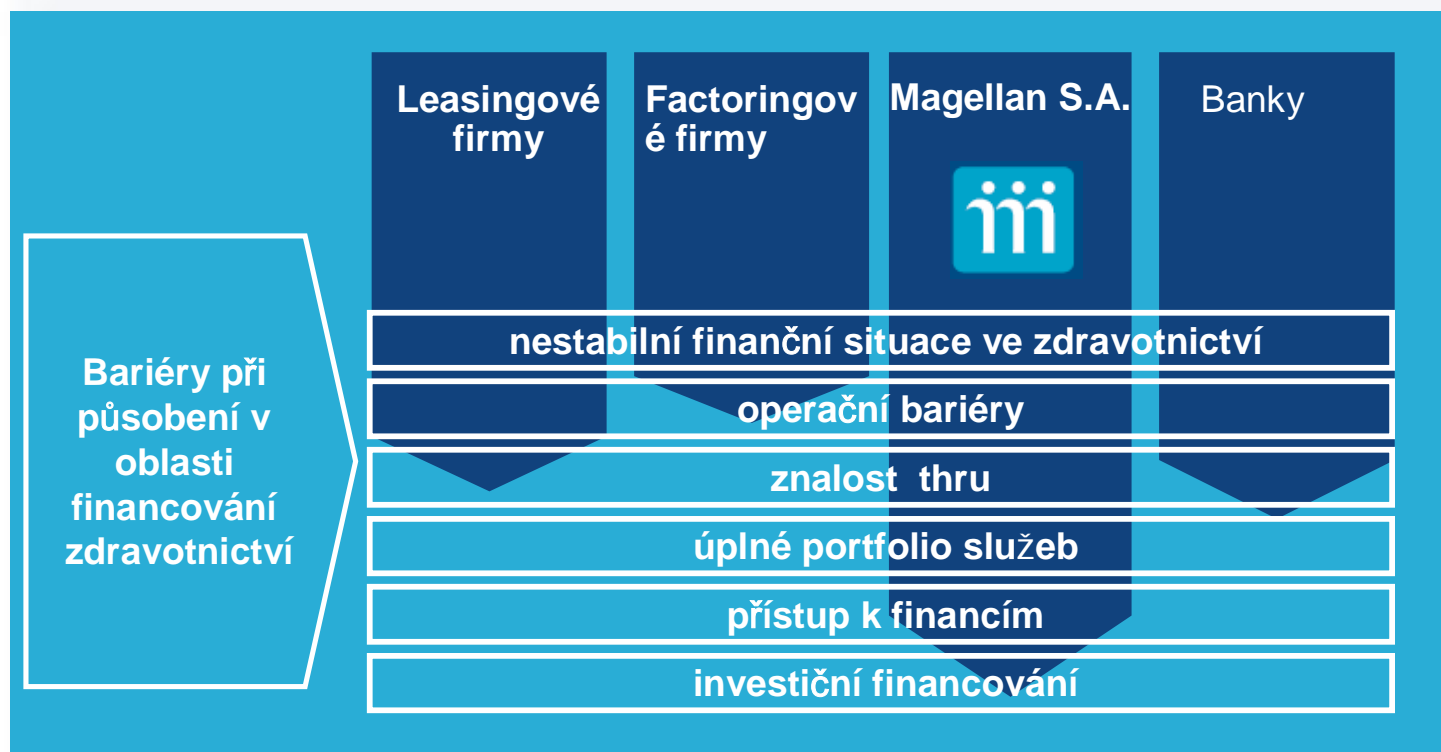 Leasingové
firmy
Factoringov
é firmy
Magellan S.A.
Banky
Bariéry při
působení v
oblasti
financování
zdravotnictví
nestabilní finanční situace ve zdravotnictví
operační bariéry
znalost thru
úplné portfolio služeb
přístup k financím
investiční financování